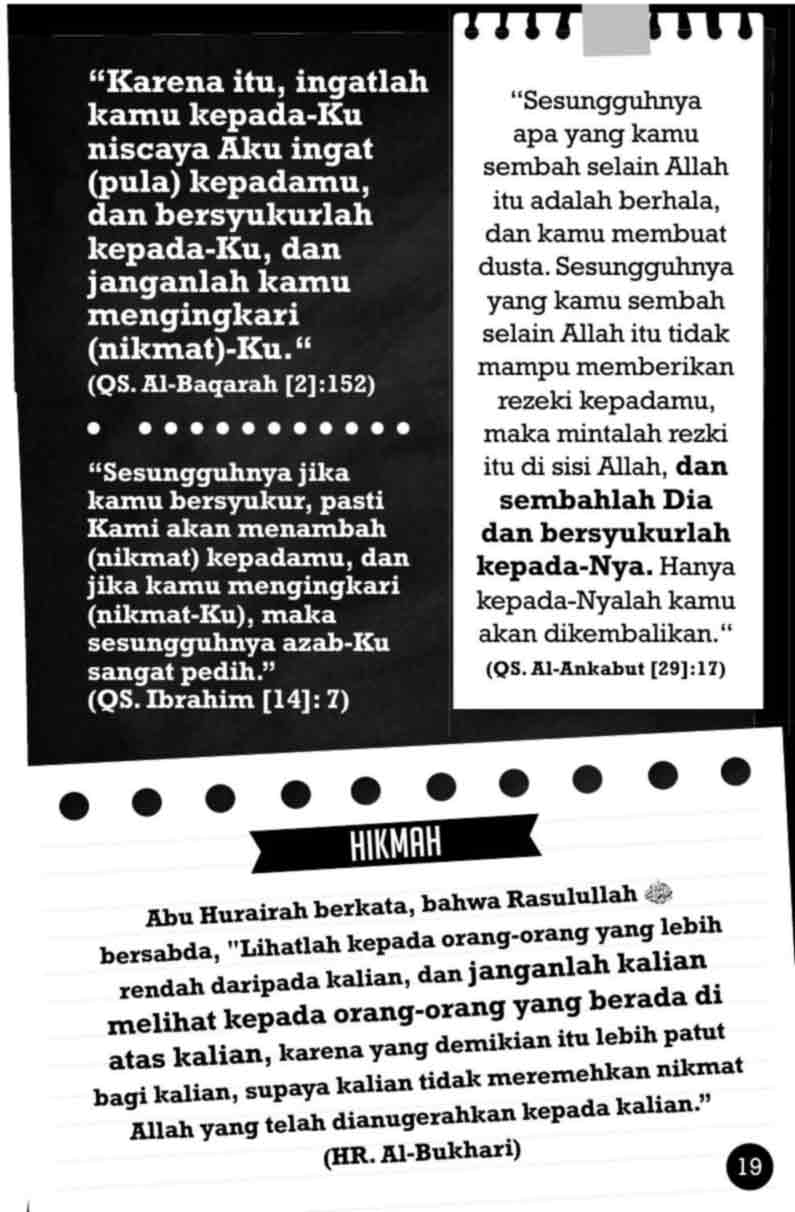 “Karena itu, ingatlah
kamu kepada-Ku
niscaya Aku ingat
(pula) kepadamu,
dan bersyukurlah
kepada-Ku, dan
janganlah kamu
mengingkari
(nikmat)-Ku.“
(QS. Al-Baqarah [2]:152)
“Sesungguhnya jika
kamu bersyukur, pasti
Kami akan menambah
(nikmat) kepadamu, dan
jika kamu mengingkari
(nikmat-Ku), maka
sesungguhnya azab-Ku
sangat pedih.”
(QS. Ibrahim [14]: 7)
“Sesungguhnya
apa yang kamu
sembah selain Allah
itu adalah berhala,
dan kamu membuat
dusta. Sesungguhnya
yang kamu sembah
selain Allah itu tidak
mampu memberikan
rezeki kepadamu,
maka mintalah rezki
itu di sisi Allah, dan
sembahlah Dia
dan bersyukurlah
kepada-Nya. Hanya
kepada-Nyalah kamu
akan dikembalikan.“
(QS. Al-Ankabut [29]:17)
HIKMAH
Abu Hurairah berkata, bahwa Rasulullah ﷺ
bersabda, "Lihatlah kepada orang-orang yang lebih
rendah daripada kalian, dan janganlah kalian
melihat kepada orang-orang yang berada di
atas kalian, karena yang demikian itu lebih patut
bagi kalian, supaya kalian tidak meremehkan nikmat
Allah yang telah dianugerahkan kepada kalian.”
(HR. Al-Bukhari)
19